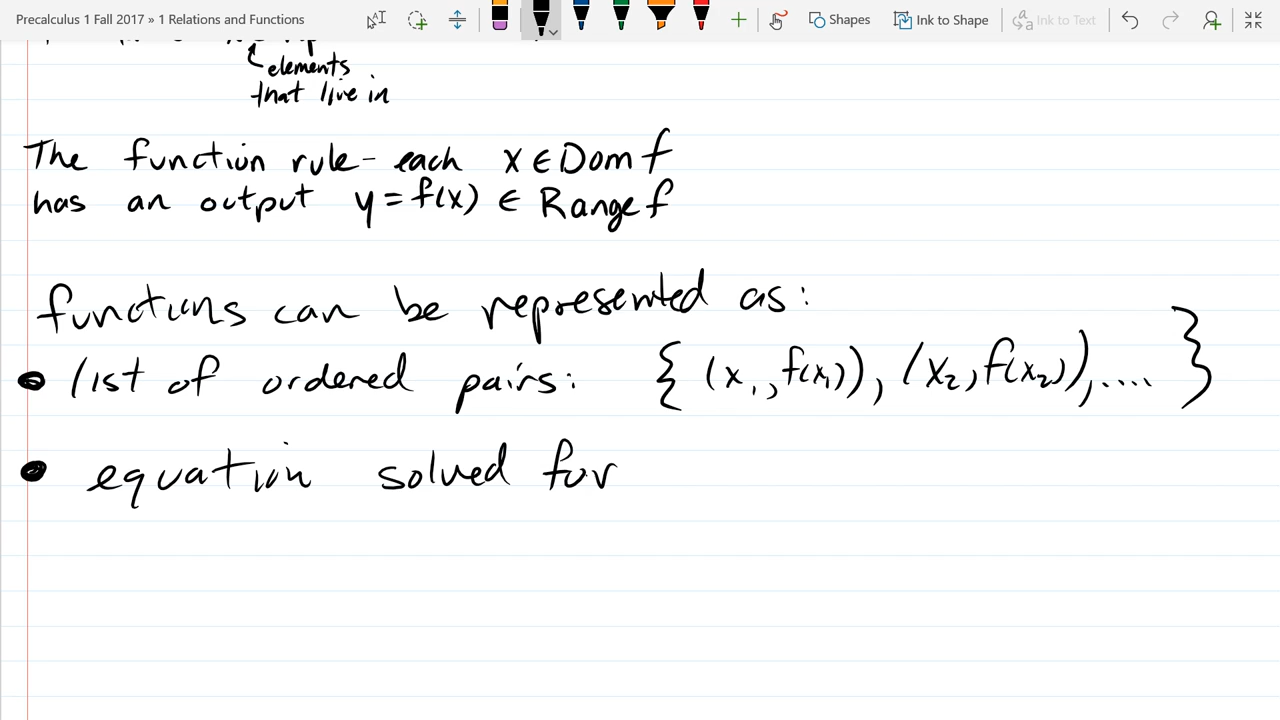 Precalculus 1 Fall 2017 » 1 Relations and Functions
Shapes
Ink to Shape
Ink to Text
elements
that live in
The function rule - each x ∈ Dom f
has an output y = f(x) ∈ Range f
functions can be represented as:
• list of ordered pairs: { (x₁, f(x₁)), (x₂, f(x₂)), .... }
• equation solved for